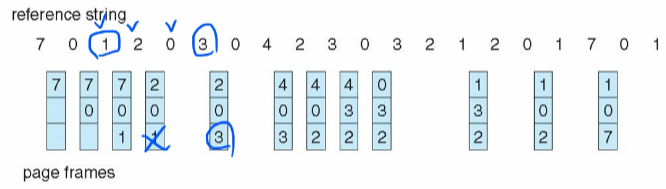 reference string
7 0 1 2 0 3 0 4 2 3 0 3 2 1 2 0 1 7 0 1
7 7 7 2 2 4 4 4 0 1 1 1
0 0 0 0 0 0 3 3 3 0 0
1 1 3 3 2 2 2 2 2 7
page frames